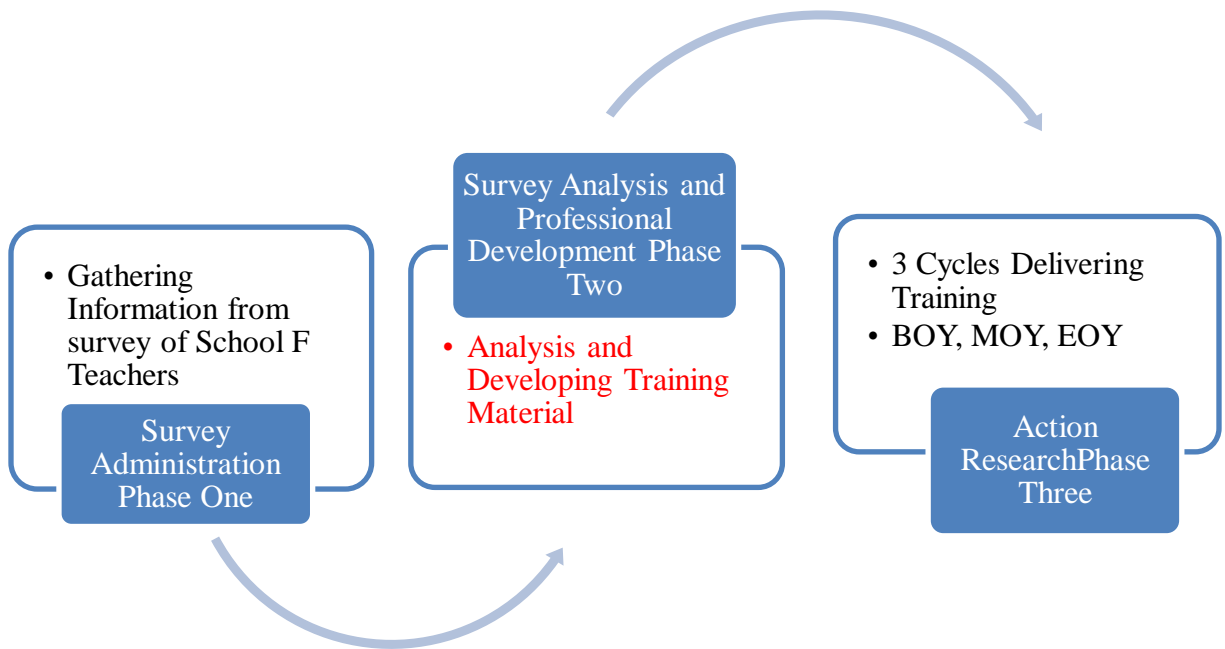 • Gathering
Information from
survey of School F
Teachers
Survey
Administration
Phase One
Survey Analysis and
Professional
Development Phase
Two
• Analysis and
Developing Training
Material
• 3 Cycles Delivering
Training
• BOY, MOY, EOY
Action
ResearchPhase
Three